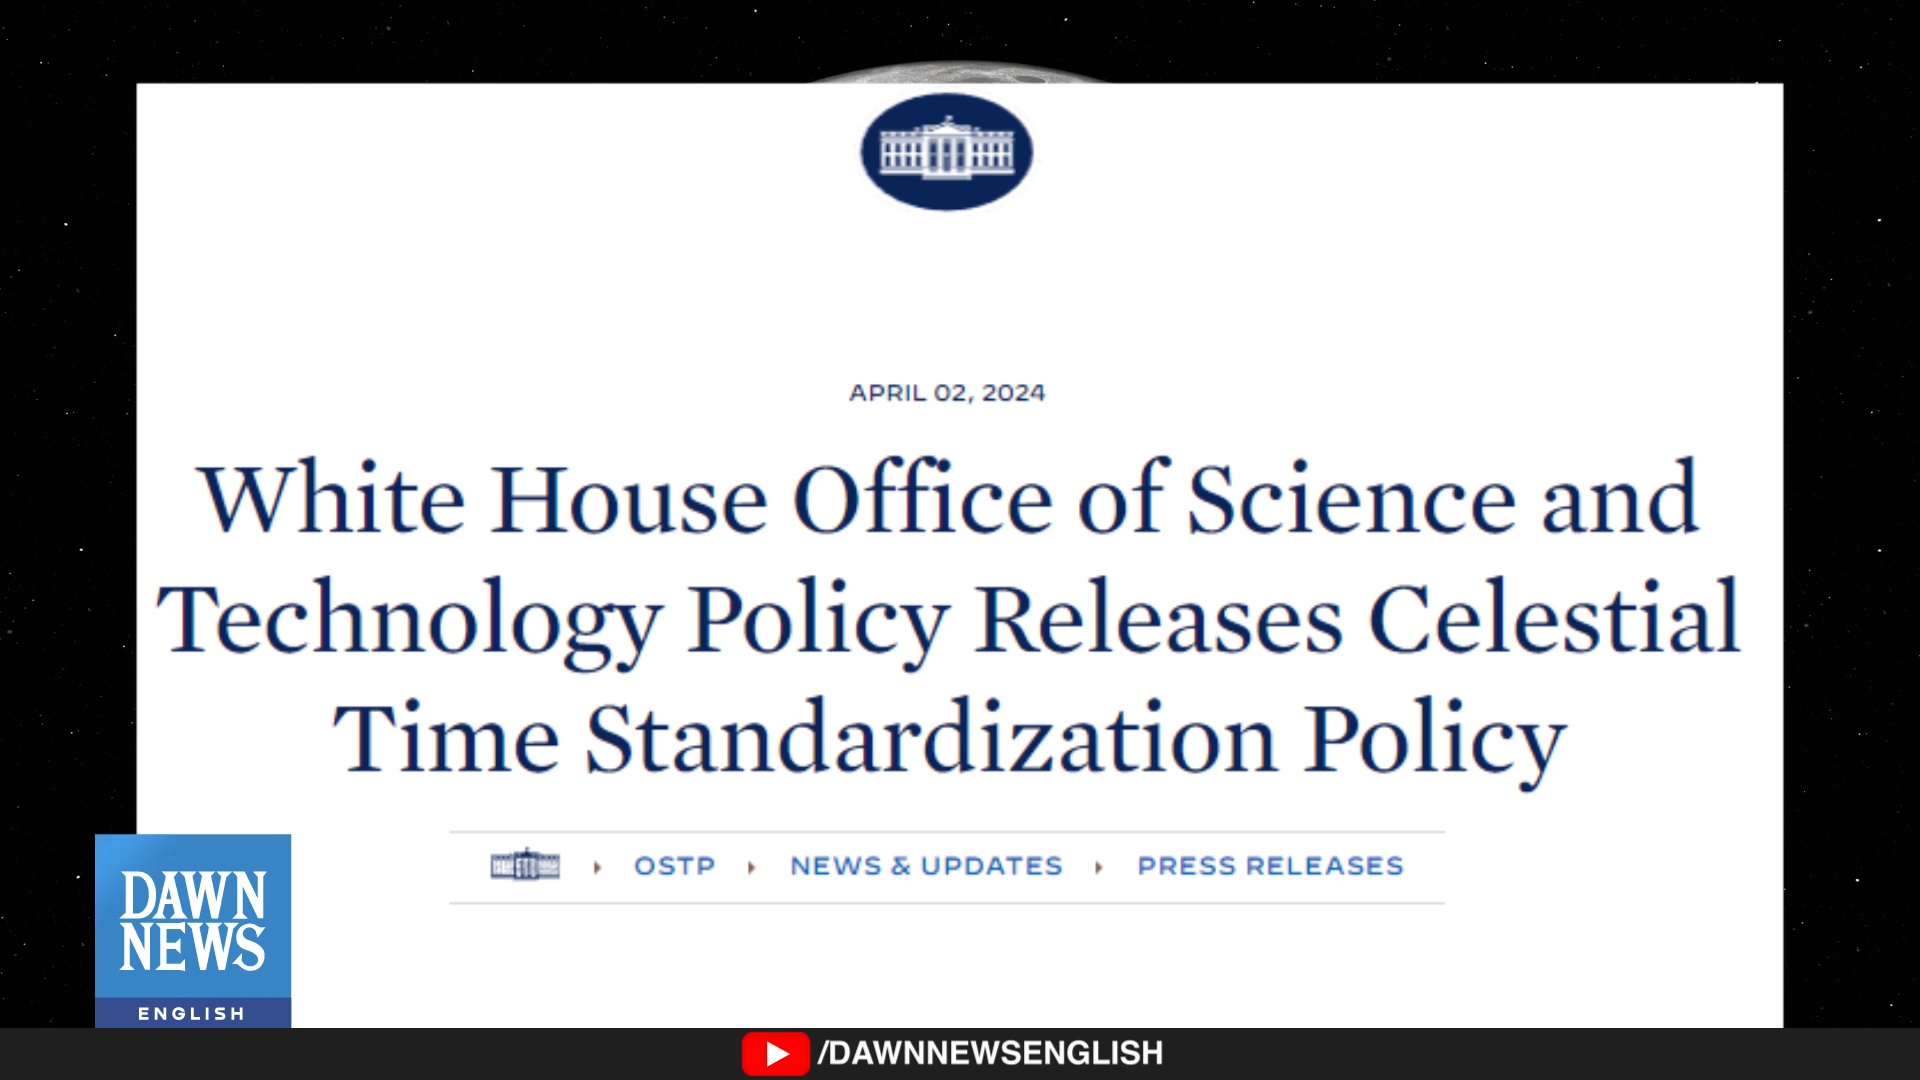 APRIL 02, 2024
White House Office of Science and
Technology Policy Releases Celestial
Time Standardization Policy
OSTP NEWS & UPDATES PRESS RELEASES
DAWN
NEWS
ENGLISH
/DAWNNEWSENGLISH